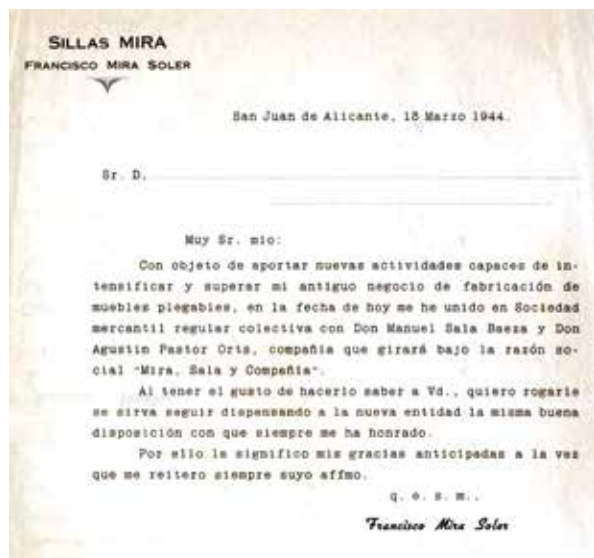 SILLAS MIRA
FRANCISCO MIRA SOLER
San Juan de Alicante, 18 Marzo 1944.
Sr. D.
Muy Sr. mio:
Con objeto de aportar nuevas actividades capaces de in-
tensificar y superar mi antiguo negocio de fabricación de
muebles plegables, en la fecha de hoy me he unido en Sociedad
mercantil regular colectiva con Don Manuel Sala Baeza y Don
Agustin Pastor Orts, compañia que girará bajo la razón so-
cial "Mira, Sala y Compañia".
Al tener el gusto de hacerlo saber a Vd., quiero rogarle
se sirva seguir dispensando a la nueva entidad la misma buena
disposición con que siempre me ha honrado.
Por ello le significo mis gracias anticipadas a la vez
que me reitero siempre suyo affmo.
q. e. s. m.,
Francisco Mira Soler